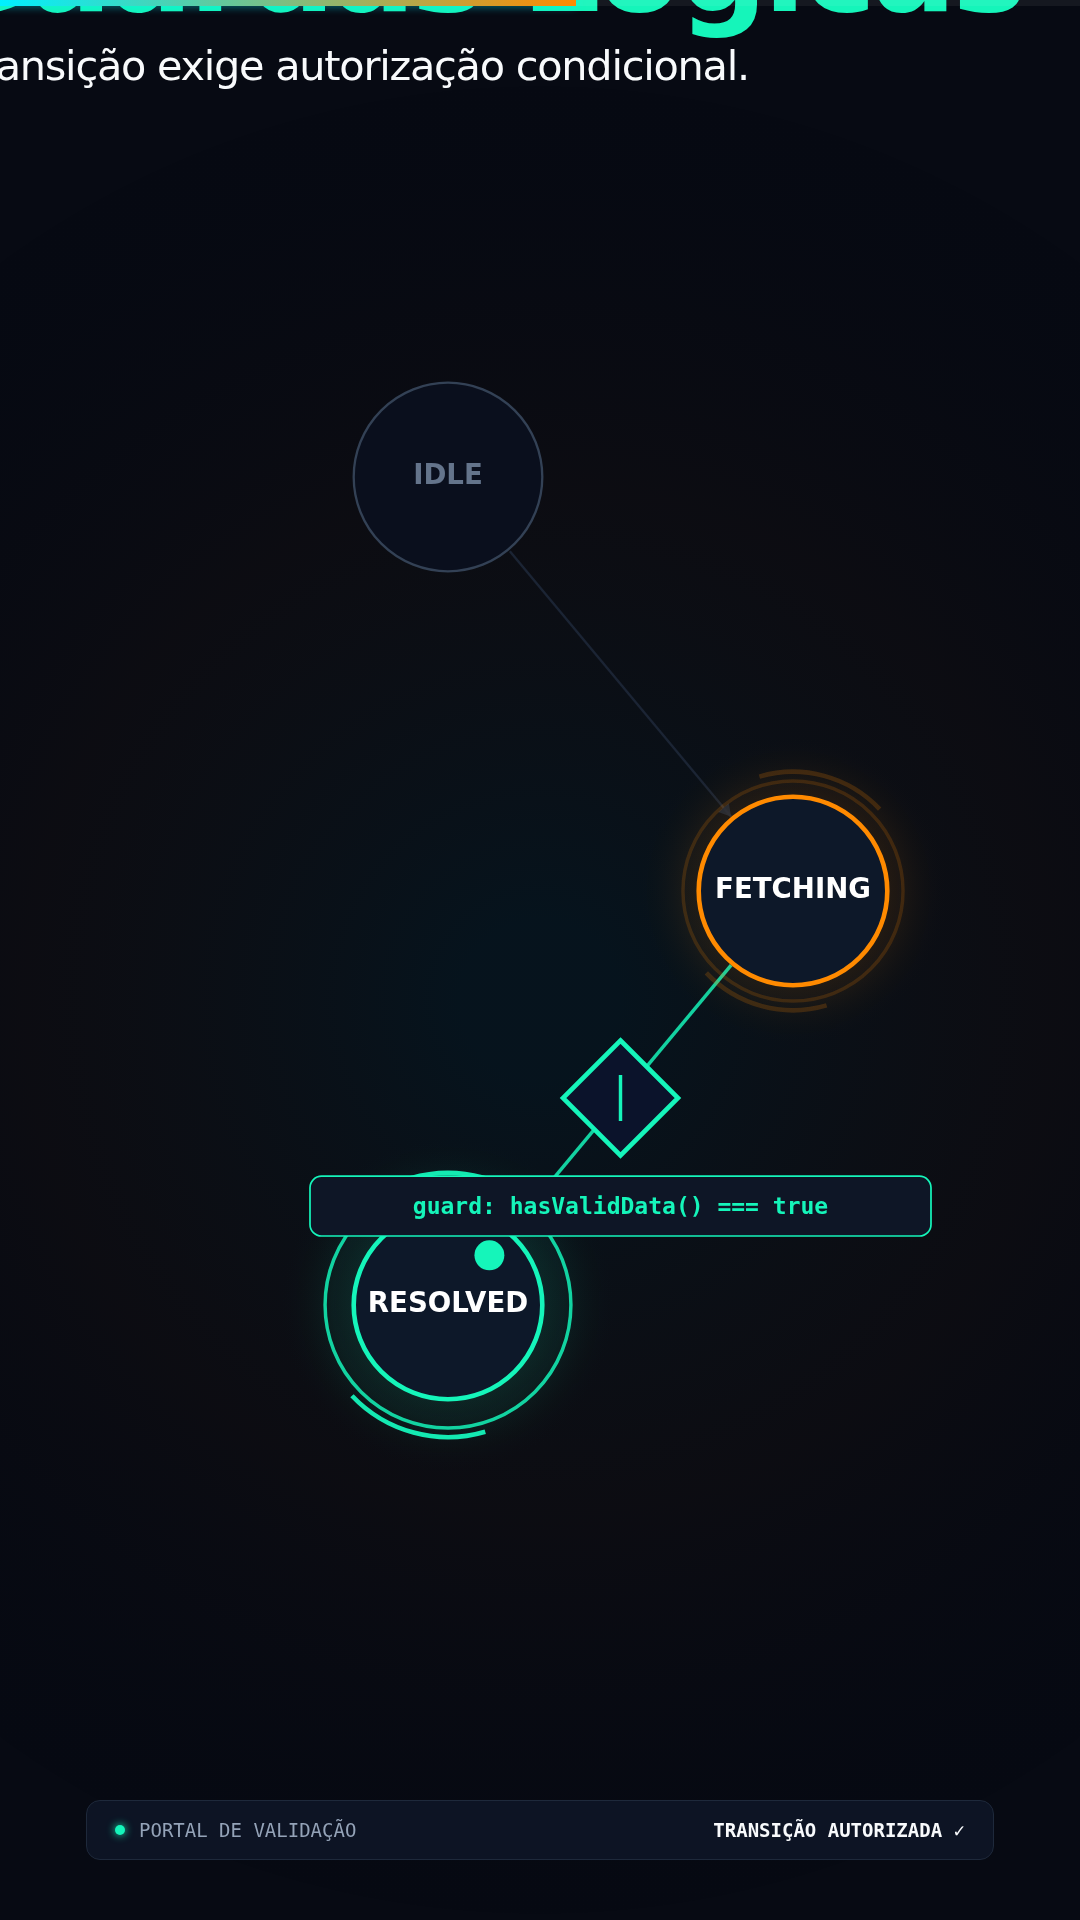 ansição exige autorização condicional.
IDLE
FETCHING
guard: hasValidData() === true
RESOLVED
PORTAL DE VALIDAÇÃO
TRANSIÇÃO AUTORIZADA ✓